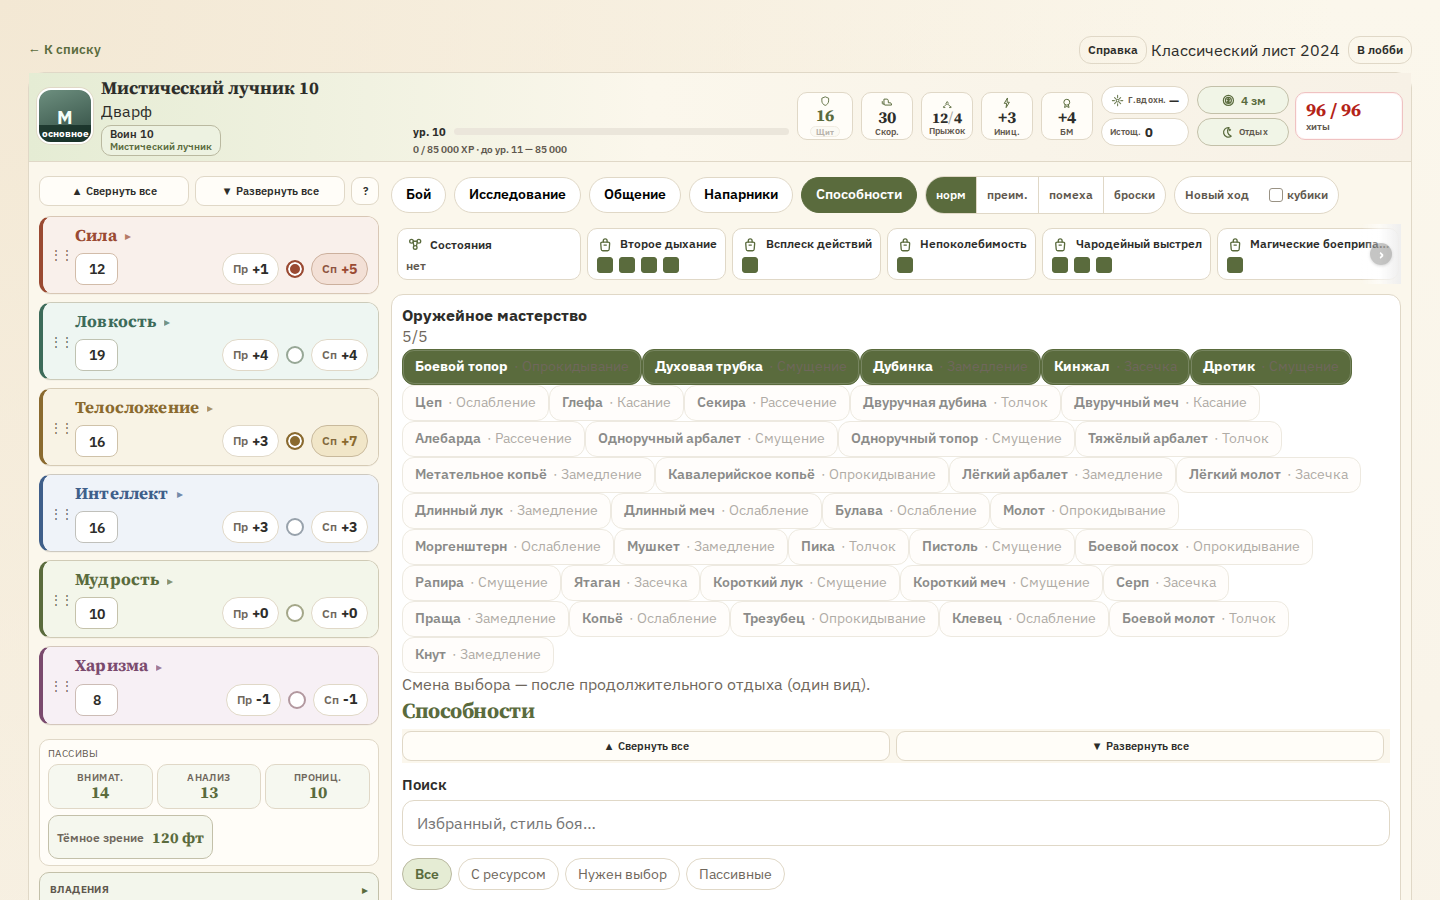 ← К списку
Справка Классический лист 2024 В лобби
М
основное
Мистический лучник 10
Дварф
Воин 10
Мистический лучник
ур. 10
0 / 85 000 XP · до ур. 11 — 85 000
16
Щит
30
Скор.
12/4
Прыжок
+3
Иниц.
+4
БМ
Г.вдохн. —
Истощ. 0
4 зм
Отдых
96 / 96
хиты
▲ Свернуть все ▼ Развернуть все ?
Бой Исследование Общение Напарники Способности норм преим. помеха броски Новый ход кубики
Сила ▸
12 Пр +1 Сп +5
Ловкость ▸
19 Пр +4 Сп +4
Телосложение ▸
16 Пр +3 Сп +7
Интеллект ▸
16 Пр +3 Сп +3
Мудрость ▸
10 Пр +0 Сп +0
Харизма ▸
8 Пр -1 Сп -1
ПАССИВЫ
ВНИМАТ. АНАЛИЗ ПРОНИЦ.
14 13 10
Тёмное зрение 120 фт
ВЛАДЕНИЯ ▸
Состояния
нет
Второе дыхание
Всплеск действий
Непоколебимость
Чародейный выстрел
Магические боеприпа...
›
Оружейное мастерство
5/5
Боевой топор · Опрокидывание Духовая трубка · Смущение Дубинка · Замедление Кинжал · Засечка Дротик · Смущение
Цеп · Ослабление Глефа · Касание Секира · Рассечение Двуручная дубина · Толчок Двуручный меч · Касание
Алебарда · Рассечение Одноручный арбалет · Смущение Одноручный топор · Смущение Тяжёлый арбалет · Толчок
Метательное копьё · Замедление Кавалерийское копьё · Опрокидывание Лёгкий арбалет · Замедление Лёгкий молот · Засечка
Длинный лук · Замедление Длинный меч · Ослабление Булава · Ослабление Молот · Опрокидывание
Моргенштерн · Ослабление Мушкет · Замедление Пика · Толчок Пистоль · Смущение Боевой посох · Опрокидывание
Рапира · Смущение Ятаган · Засечка Короткий лук · Смущение Короткий меч · Смущение Серп · Засечка
Праща · Замедление Копьё · Ослабление Трезубец · Опрокидывание Клевец · Ослабление Боевой молот · Толчок
Кнут · Замедление
Смена выбора — после продолжительного отдыха (один вид).
Способности
▲ Свернуть все ▼ Развернуть все
Поиск
Избранный, стиль боя...
Все С ресурсом Нужен выбор Пассивные